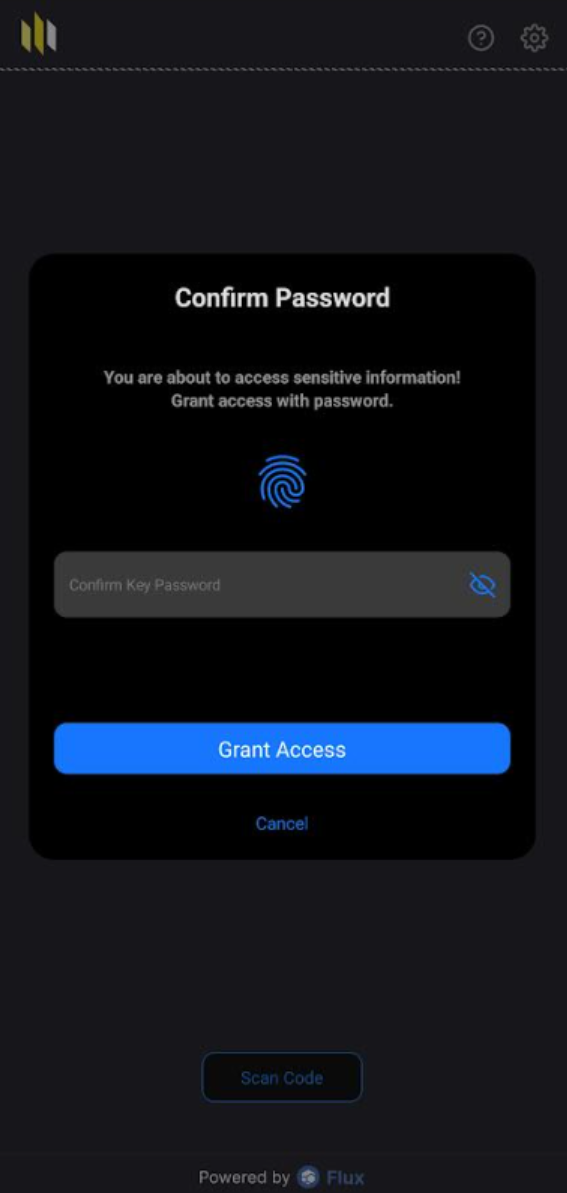 Confirm Password
You are about to access sensitive information!
Grant access with password.
Confirm Key Password
Grant Access
Cancel
Scan Code
Powered by Flux